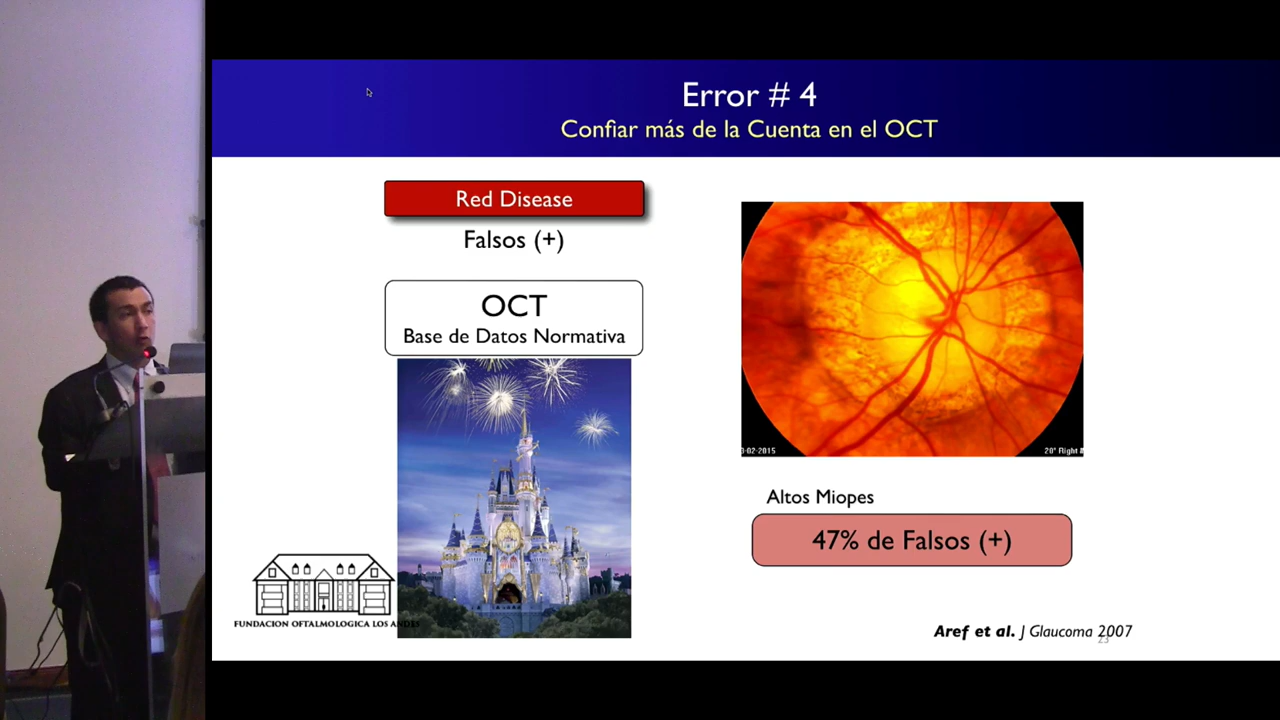 Error # 4
Confiar más de la Cuenta en el OCT
Red Disease
Falsos (+)
OCT
Base de Datos Normativa
-02-2015
20° Right
Altos Miopes
47% de Falsos (+)
FUNDACION OFTALMOLOGICA LOS ANDES
Aref et al. J Glaucoma 2007
23